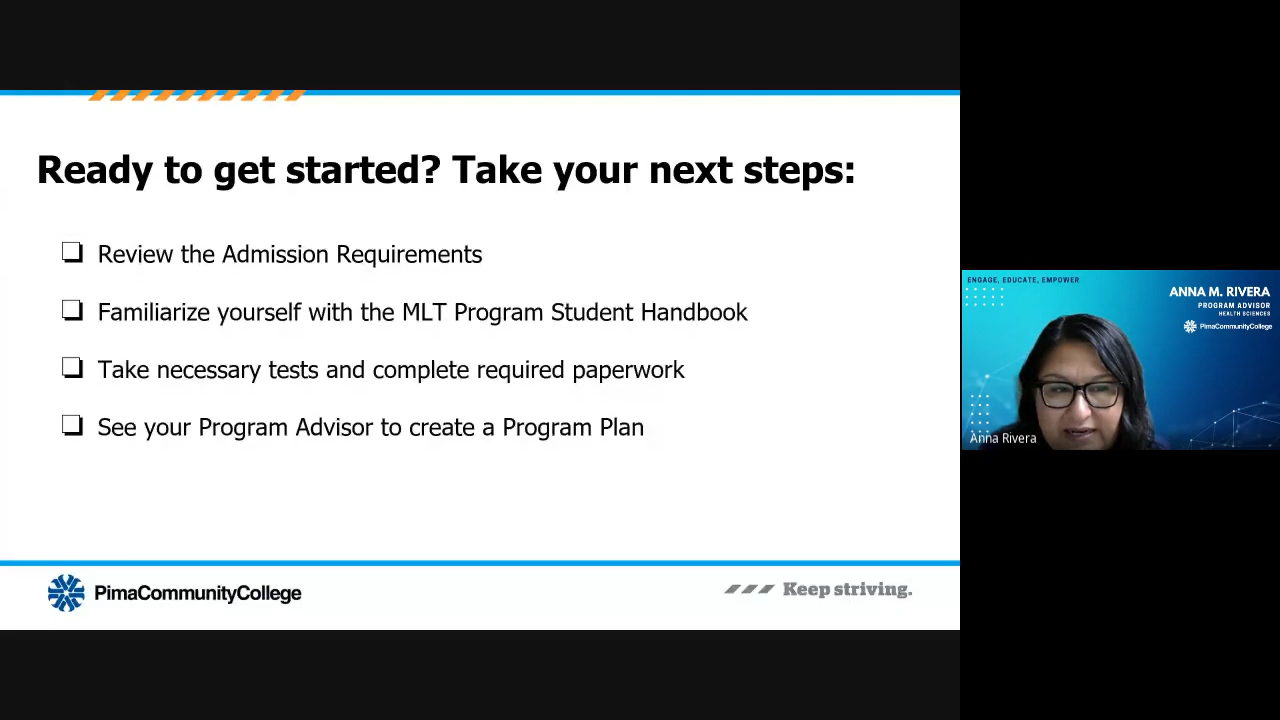 Ready to get started? Take your next steps:
Review the Admission Requirements
Familiarize yourself with the MLT Program Student Handbook
Take necessary tests and complete required paperwork
See your Program Advisor to create a Program Plan
PimaCommunityCollege
Keep striving.
ENGAGE, EDUCATE, EMPOWER
ANNA M. RIVERA
PROGRAM ADVISOR
HEALTH SCIENCES
PimaCommunityCollege
Anna Rivera